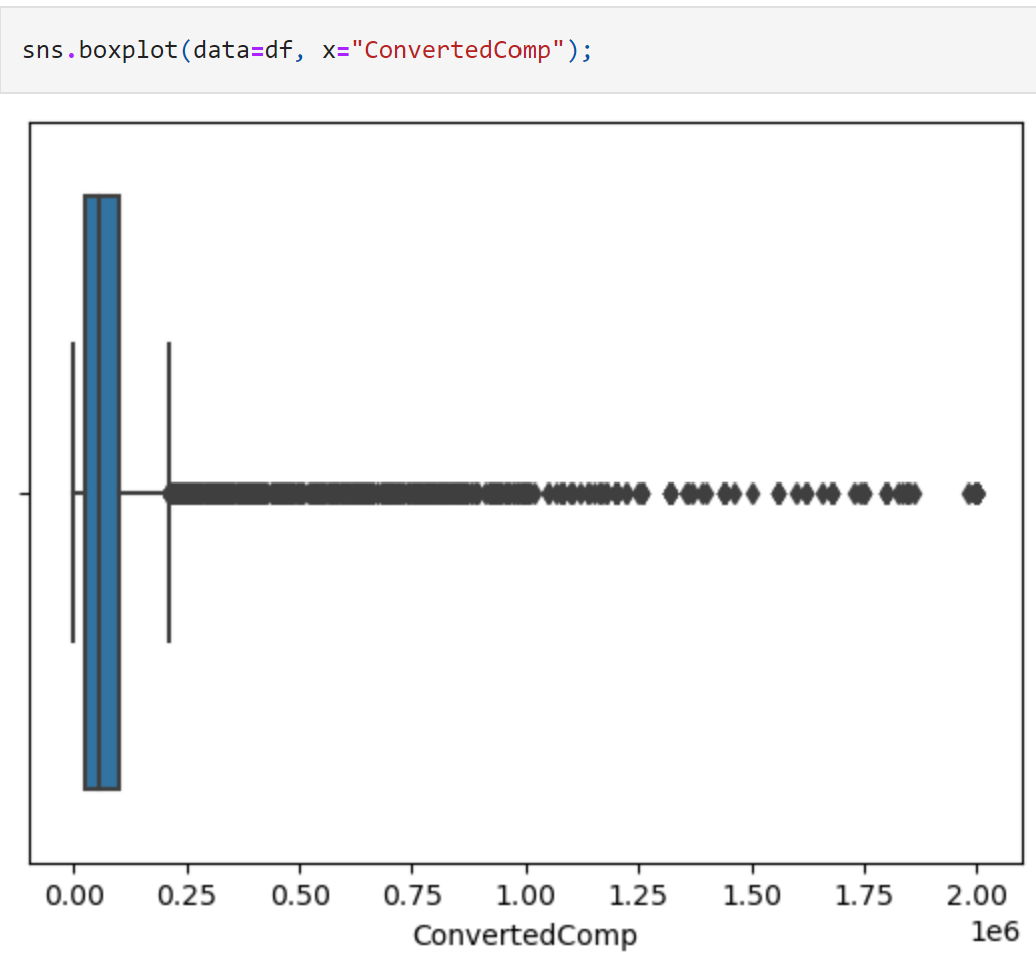 sns.boxplot(data=df, x="ConvertedComp");
0.00 0.25 0.50 0.75 1.00 1.25 1.50 1.75 2.00
ConvertedComp
1e6